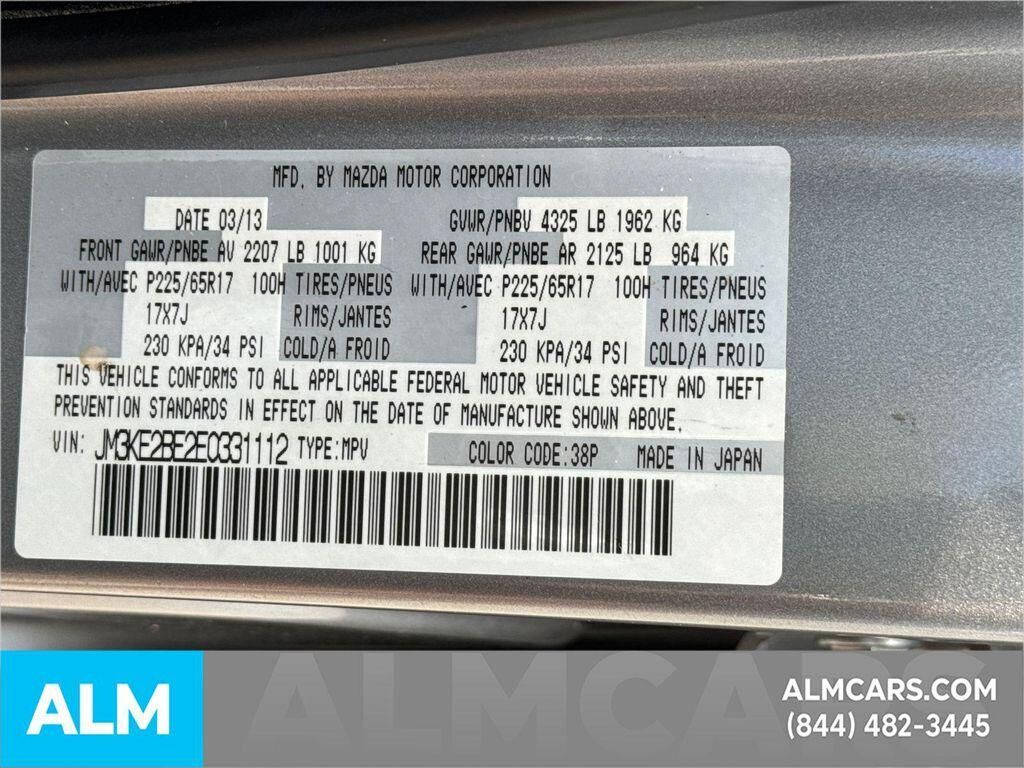 MFD. BY MAZDA MOTOR CORPORATION
DATE 03/13 GVWR/PNBV 4325 LB 1962 KG
FRONT GAWR/PNBE AV 2207 LB 1001 KG REAR GAWR/PNBE AR 2125 LB 964 KG
WITH/AVEC P225/65R17 100H TIRES/PNEUS WITH/AVEC P225/65R17 100H TIRES/PNEUS
17X7J RIMS/JANTES 17X7J RIMS/JANTES
230 KPA/34 PSI COLD/A FROID 230 KPA/34 PSI COLD/A FROID
THIS VEHICLE CONFORMS TO ALL APPLICABLE FEDERAL MOTOR VEHICLE SAFETY AND THEFT
PREVENTION STANDARDS IN EFFECT ON THE DATE OF MANUFACTURE SHOWN ABOVE.
VIN: JM3KE2BE2E0331112 TYPE:MPV COLOR CODE:38P MADE IN JAPAN
ALMCARS
ALM
ALMCARS.COM
(844) 482-3445